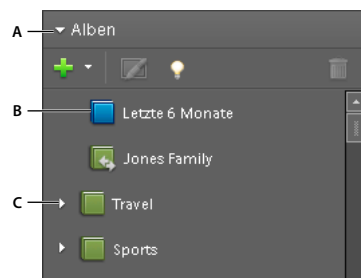 A
Alben
B
Letzte 6 Monate
Jones Family
C
Travel
Sports